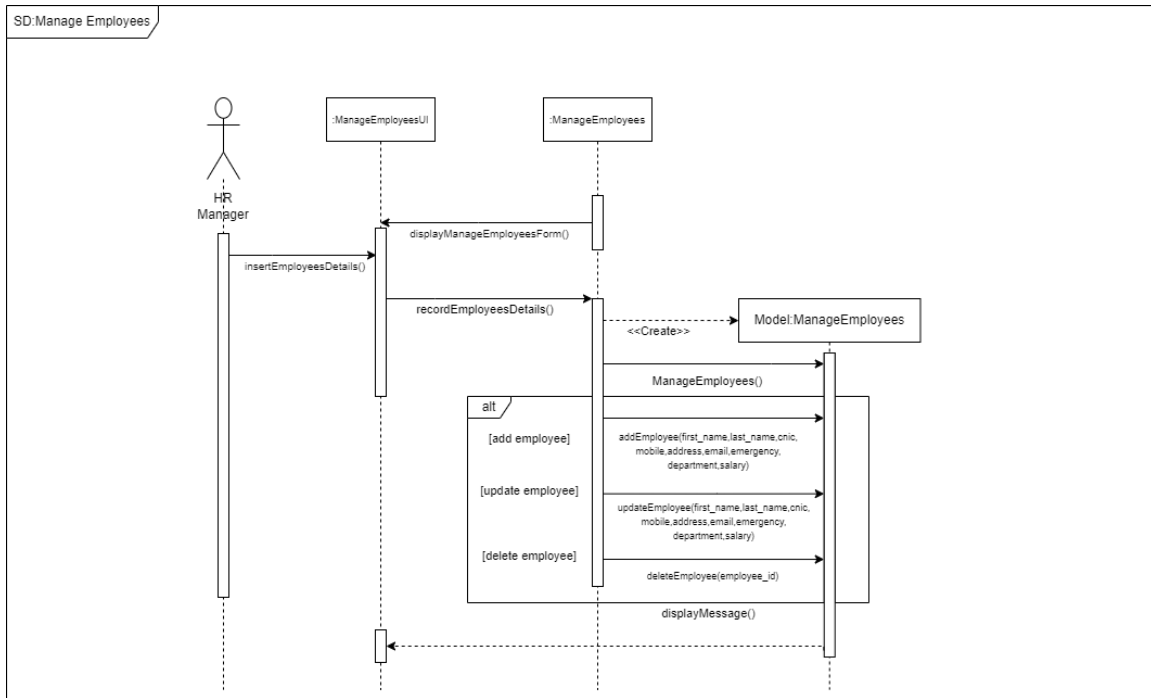 SD:Manage Employees
:ManageEmployeesUI
:ManageEmployees
HR
Manager
displayManageEmployeesForm()
insertEmployeesDetails()
recordEmployeesDetails()
Model:ManageEmployees
<<Create>>
ManageEmployees()
alt
[add employee]
addEmployee(first_name,last_name,cnic,
mobile,address,email,emergency,
department,salary)
[update employee]
updateEmployee(first_name,last_name,cnic,
mobile,address,email,emergency,
department,salary)
[delete employee]
deleteEmployee(employee_id)
displayMessage()